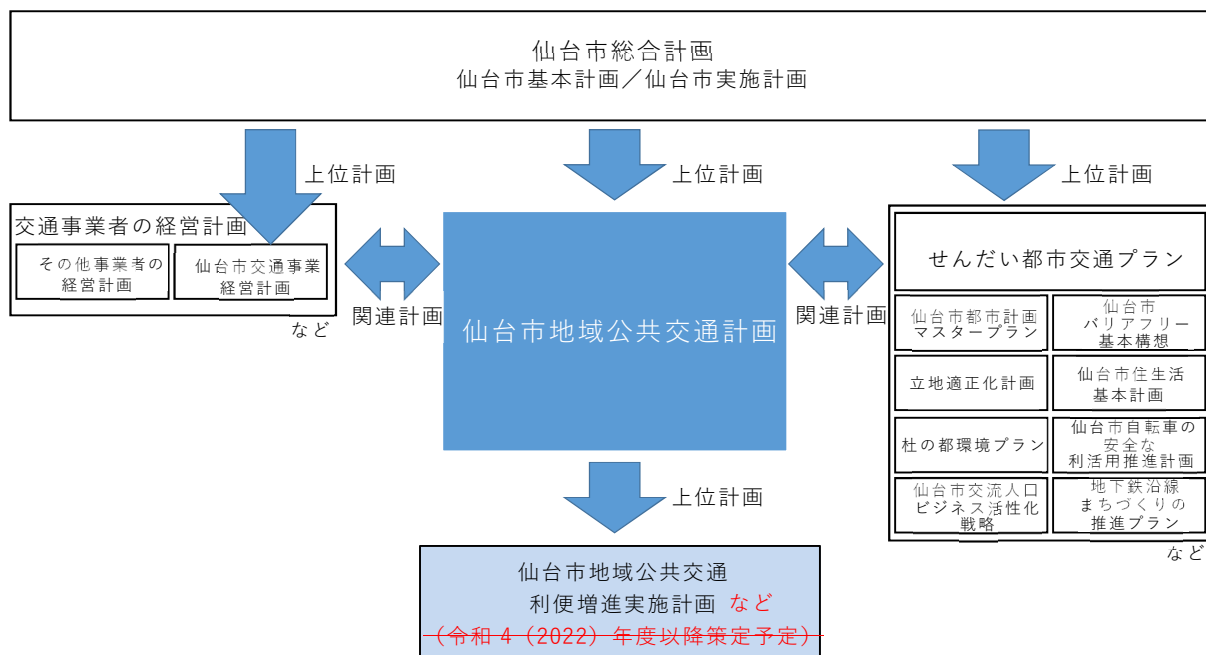 仙台市総合計画
仙台市基本計画／仙台市実施計画
上位計画
上位計画
上位計画
交通事業者の経営計画
その他事業者の
経営計画
仙台市交通事業
経営計画
など
関連計画
仙台市地域公共交通計画
関連計画
せんだい都市交通プラン
仙台市都市計画
マスタープラン
仙台市
バリアフリー
基本構想
立地適正化計画
仙台市住生活
基本計画
杜の都環境プラン
仙台市自転車の
安全な
利活用推進計画
仙台市交流人口
ビジネス活性化
戦略
地下鉄沿線
まちづくりの
推進プラン
など
上位計画
仙台市地域公共交通
利便増進実施計画 など
（令和 4（2022）年度以降策定予定）